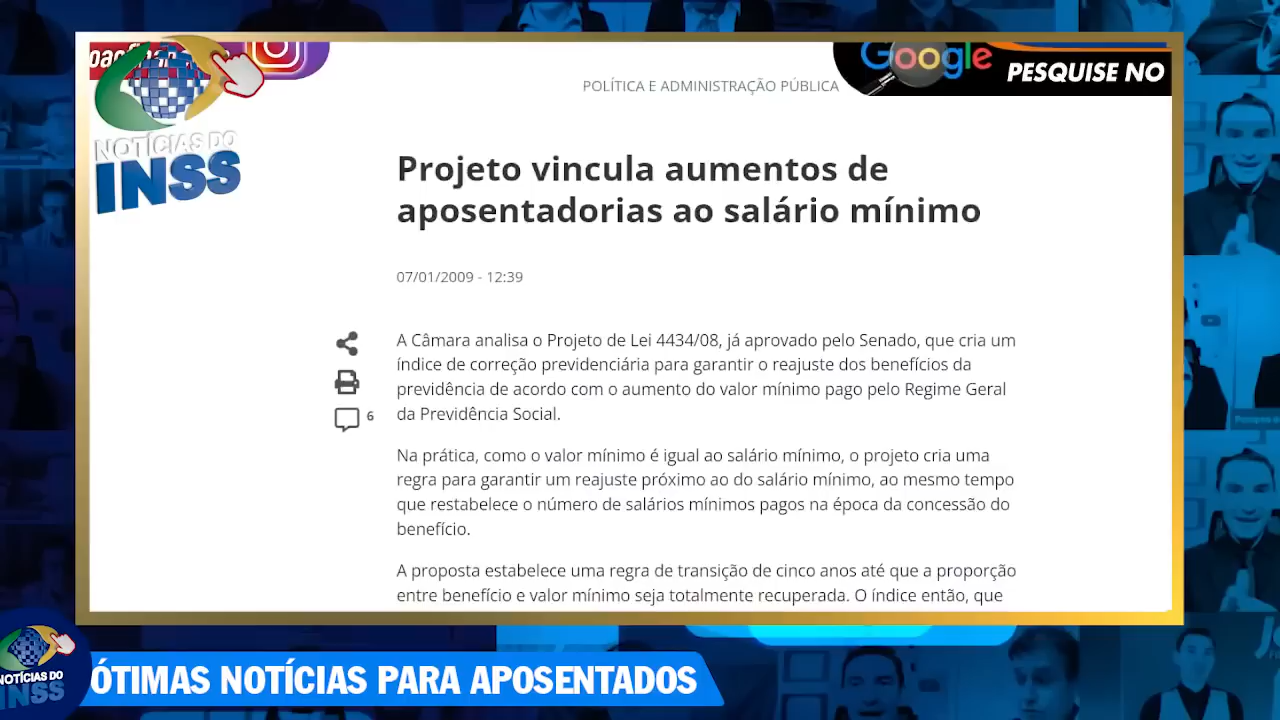 Google
PESQUISE NO
POLÍTICA E ADMINISTRAÇÃO PÚBLICA
NOTÍCIAS DO
INSS
Projeto vincula aumentos de
aposentadorias ao salário mínimo
07/01/2009 - 12:39
A Câmara analisa o Projeto de Lei 4434/08, já aprovado pelo Senado, que cria um
índice de correção previdenciária para garantir o reajuste dos benefícios da
previdência de acordo com o aumento do valor mínimo pago pelo Regime Geral
6
da Previdência Social.
Na prática, como o valor mínimo é igual ao salário mínimo, o projeto cria uma
regra para garantir um reajuste próximo ao do salário mínimo, ao mesmo tempo
que restabelece o número de salários mínimos pagos na época da concessão do
benefício.
A proposta estabelece uma regra de transição de cinco anos até que a proporção
entre benefício e valor mínimo seja totalmente recuperada. O índice então, que
NOTÍCIAS DO
INSS
ÓTIMAS NOTÍCIAS PARA APOSENTADOS